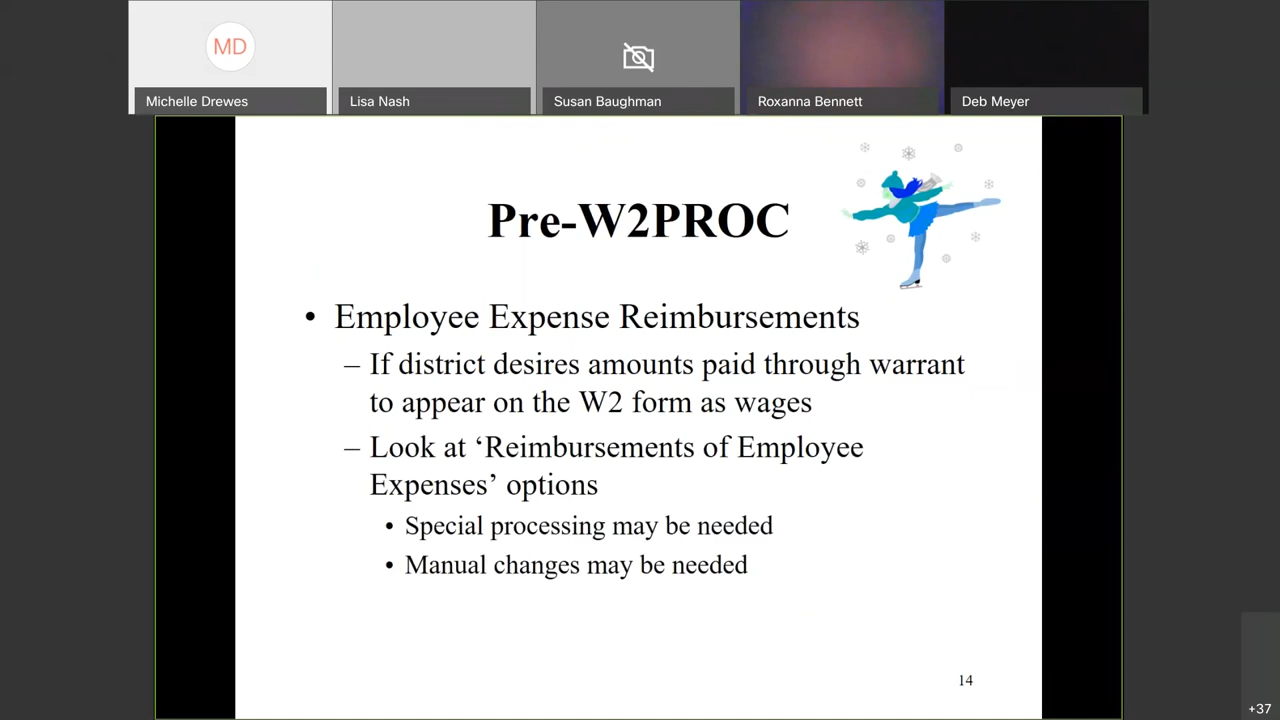 MD
Michelle Drewes
Lisa Nash
Susan Baughman
Roxanna Bennett
Deb Meyer
Pre-W2PROC
• Employee Expense Reimbursements
– If district desires amounts paid through warrant
to appear on the W2 form as wages
– Look at ‘Reimbursements of Employee
Expenses’ options
• Special processing may be needed
• Manual changes may be needed
14
+37